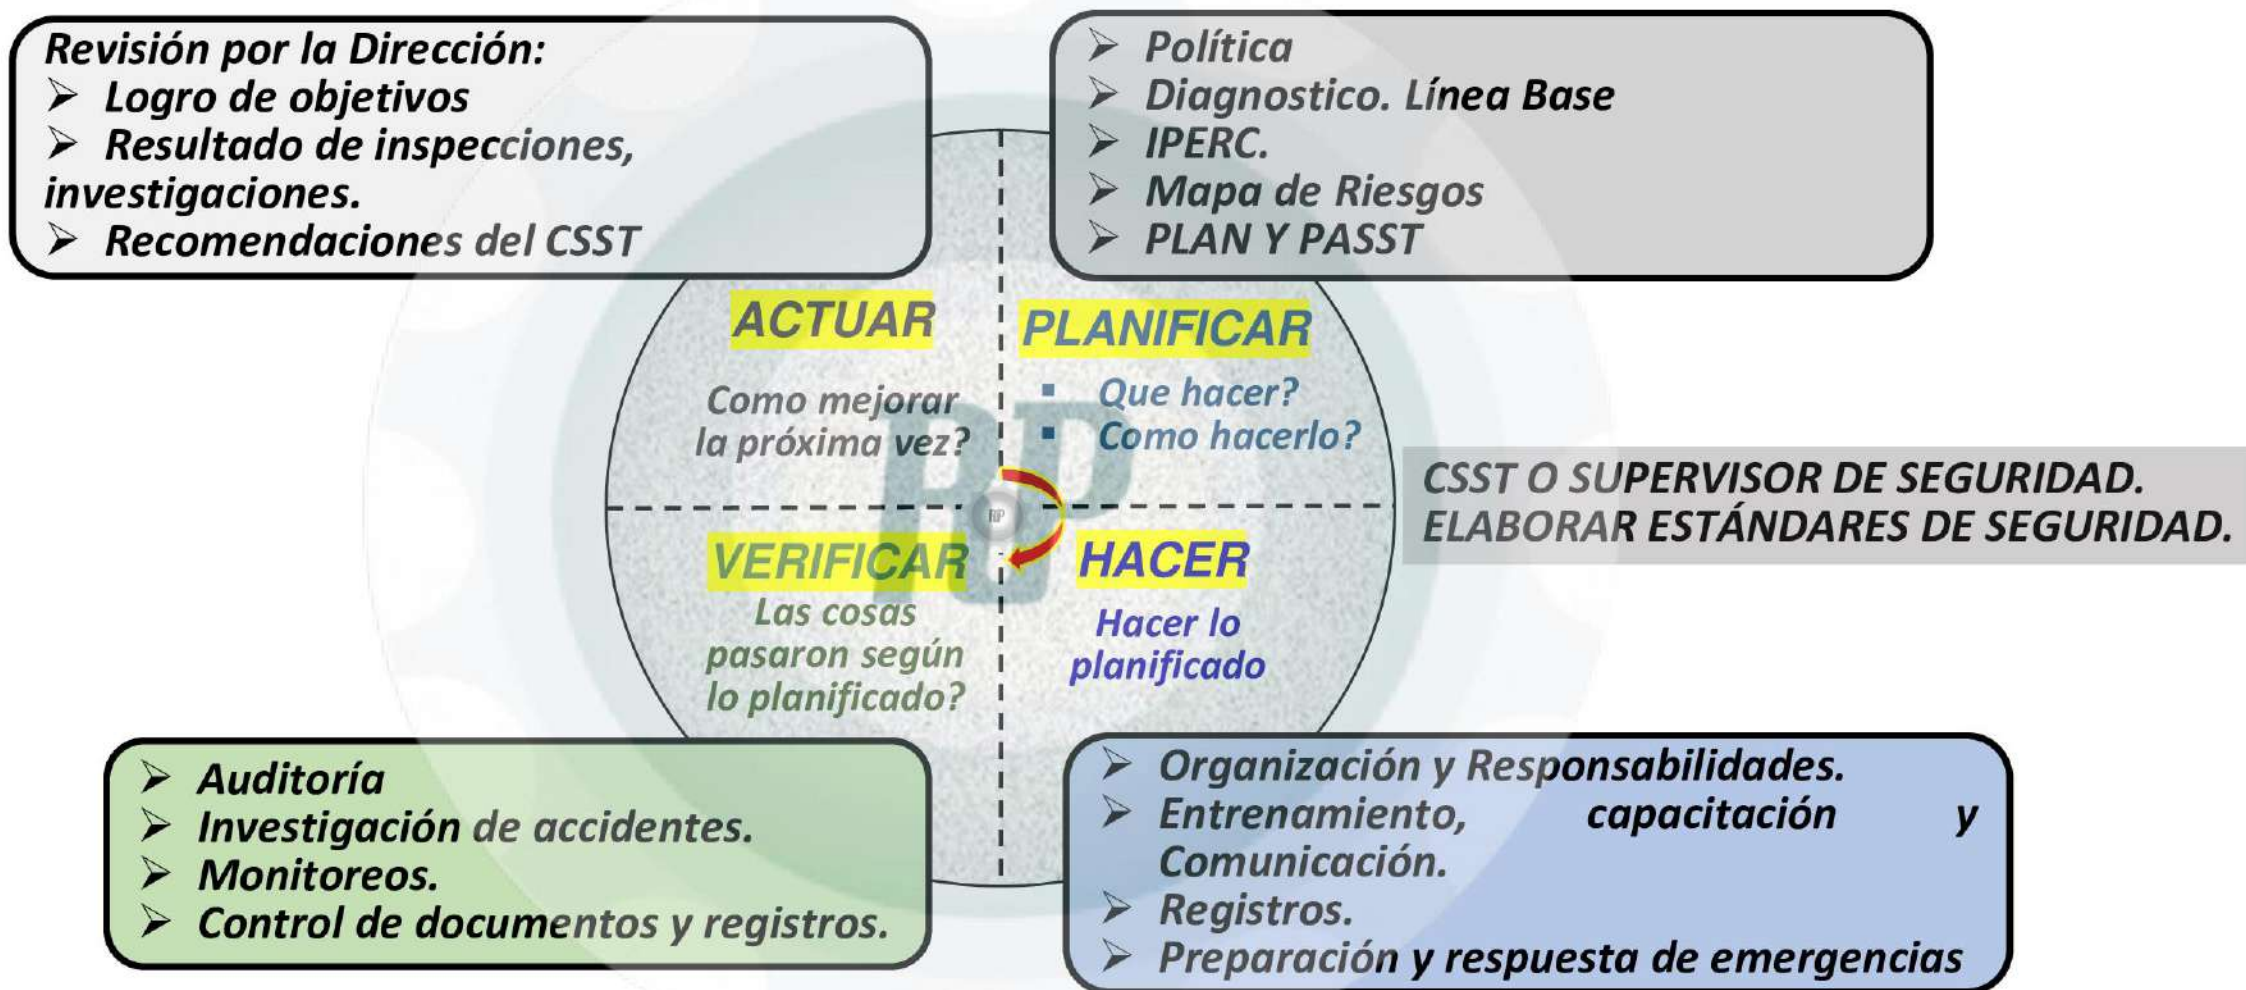 Revisión por la Dirección:
➢ Logro de objetivos
➢ Resultado de inspecciones,
investigaciones.
➢ Recomendaciones del CSST
➢ Política
➢ Diagnostico. Línea Base
➢ IPERC.
➢ Mapa de Riesgos
➢ PLAN Y PASST
ACTUAR
Como mejorar
la próxima vez?
PLANIFICAR
▪ Que hacer?
▪ Como hacerlo?
CSST O SUPERVISOR DE SEGURIDAD.
ELABORAR ESTÁNDARES DE SEGURIDAD.
VERIFICAR
Las cosas
pasaron según
lo planificado?
HACER
Hacer lo
planificado
➢ Auditoría
➢ Investigación de accidentes.
➢ Monitoreos.
➢ Control de documentos y registros.
➢ Organización y Responsabilidades.
➢ Entrenamiento, capacitación y
Comunicación.
➢ Registros.
➢ Preparación y respuesta de emergencias